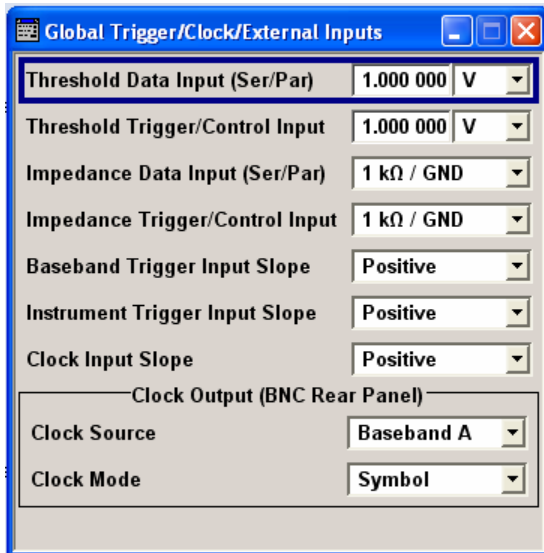 Global Trigger/Clock/External Inputs
Threshold Data Input (Ser/Par) 1.000 000 V
Threshold Trigger/Control Input 1.000 000 V
Impedance Data Input (Ser/Par) 1 kΩ / GND
Impedance Trigger/Control Input 1 kΩ / GND
Baseband Trigger Input Slope Positive
Instrument Trigger Input Slope Positive
Clock Input Slope Positive
Clock Output (BNC Rear Panel)
Clock Source Baseband A
Clock Mode Symbol